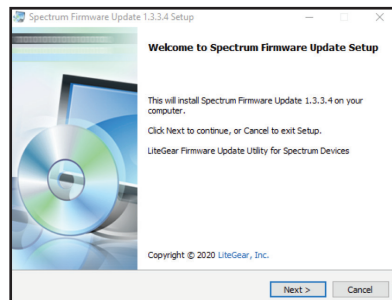 Spectrum Firmware Update 1.3.3.4 Setup
Welcome to Spectrum Firmware Update Setup
This will install Spectrum Firmware Update 1.3.3.4 on your
computer.
Click Next to continue, or Cancel to exit Setup.
LiteGear Firmware Update Utility for Spectrum Devices
Copyright © 2020 LiteGear, Inc.
Next >
Cancel